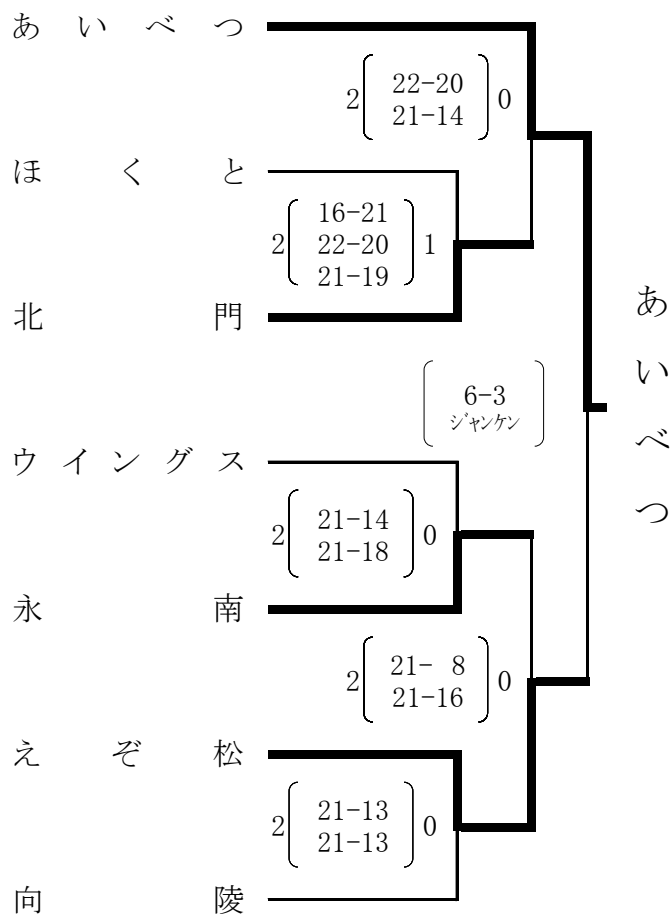 あいべつ
2 22-20 0
21-14
ほくと
16-21
2 22-20 1
21-19
北門
あいべつ
6-3
ジャンケン
ウイングス
2 21-14 0
21-18
永南
2 21- 8 0
21-16
えぞ松
2 21-13 0
21-13
向陵